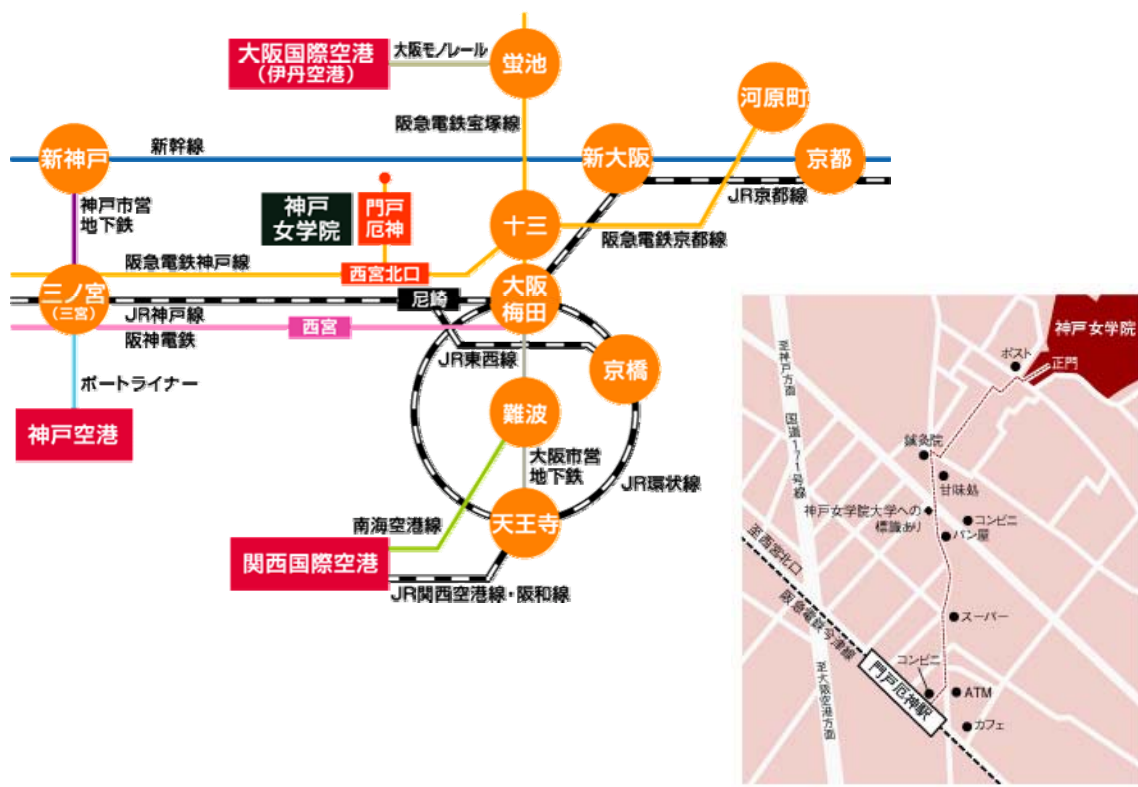 大阪国際空港
（伊丹空港）
大阪モノレール
蛍池
阪急電鉄宝塚線
河原町
新神戸
新幹線
新大阪
京都
JR京都線
神戸市営
地下鉄
神戸
女学院
門戸
厄神
十三
阪急電鉄京都線
阪急電鉄神戸線
西宮北口
三ノ宮
（三宮）
尼崎
大阪
梅田
JR神戸線
西宮
阪神電鉄
JR東西線
京橋
ポートライナー
神戸空港
難波
大阪市営
地下鉄
JR環状線
南海空港線
天王寺
関西国際空港
JR関西空港線・阪和線
神戸女学院
正門
ポスト
至神戸方面
国道171号線
鍼灸院
甘味処
神戸女学院大学への
標識あり
コンビニ
パン屋
至西宮北口
阪急電鉄今津線
スーパー
コンビニ
門戸厄神駅
ATM
カフェ
至大阪空港方面